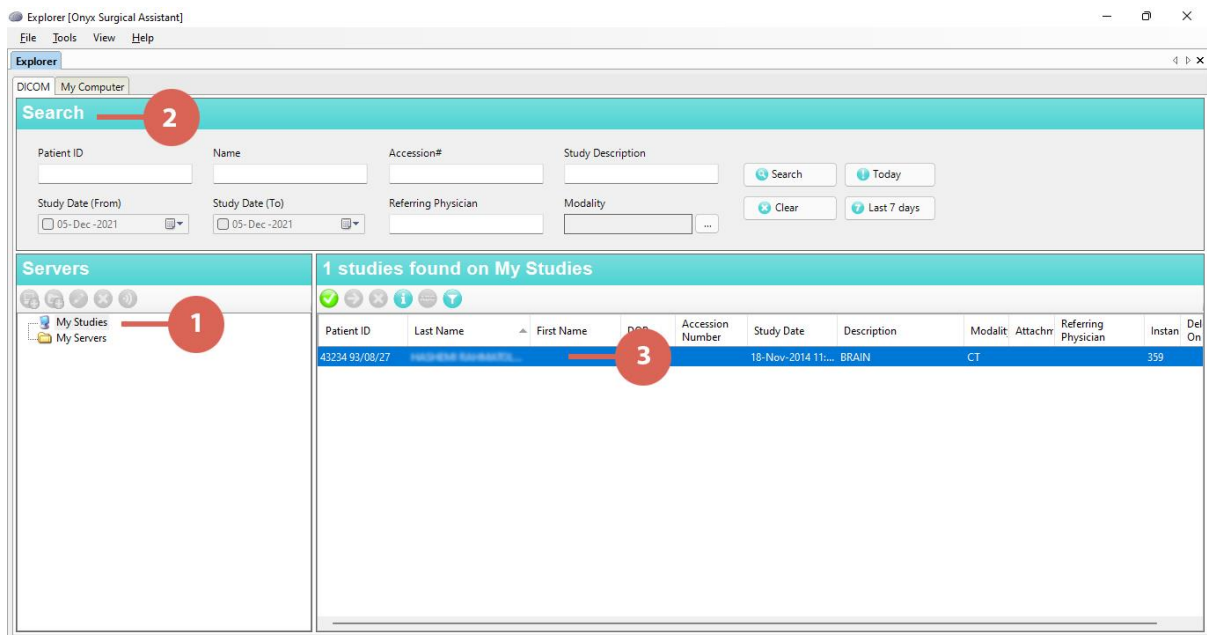 Explorer [Onyx Surgical Assistant]
File Tools View Help
Explorer
DICOM My Computer
Search
2
Patient ID Name Accession# Study Description
Search Today
Study Date (From) Study Date (To) Referring Physician Modality
05-Dec-2021 05-Dec-2021 ... Clear 7 Last 7 days
Servers
1 studies found on My Studies
My Studies
1
My Servers
Patient ID Last Name First Name Accession Number Study Date Description Modalit Attachm Referring Physician Instan Del On
43234 93/08/27 18-Nov-2014 11:... BRAIN CT 359
3